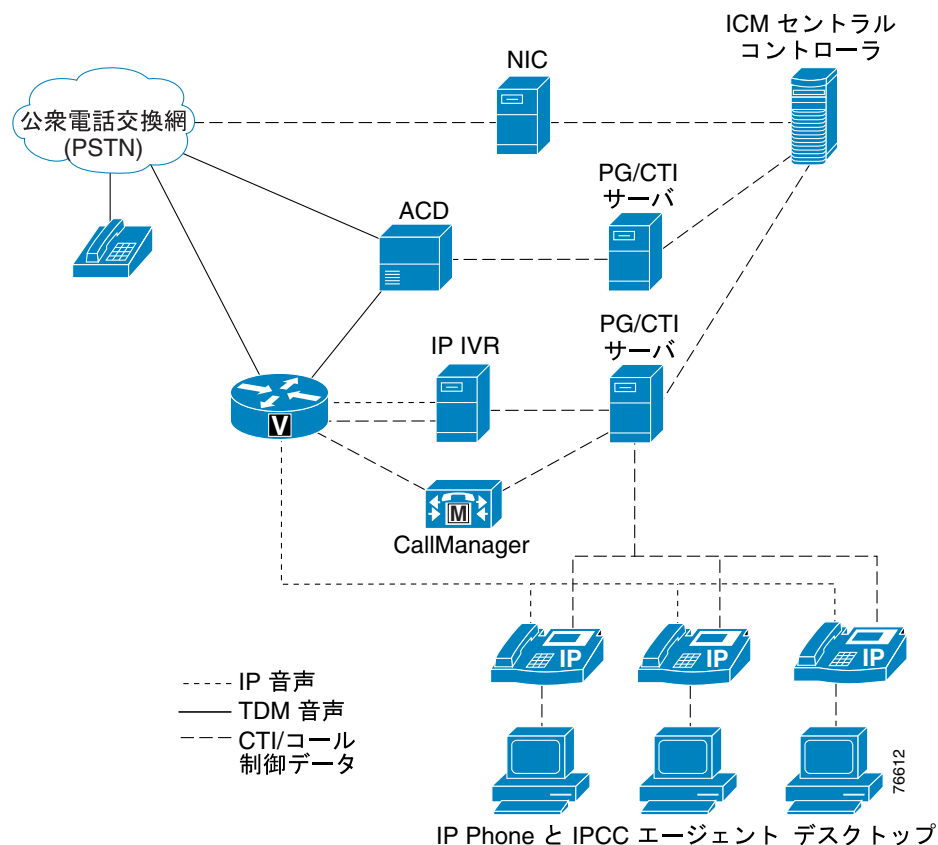 ICM セントラル
コントローラ
NIC
公衆電話交換網
(PSTN)
PG/CTI
サーバ
ACD
PG/CTI
サーバ
IP IVR
V
M
CallManager
IP
IP
IP
IP 音声
TDM 音声
CTI/コール
制御データ
76612
IP Phone と IPCC エージェント デスクトップ